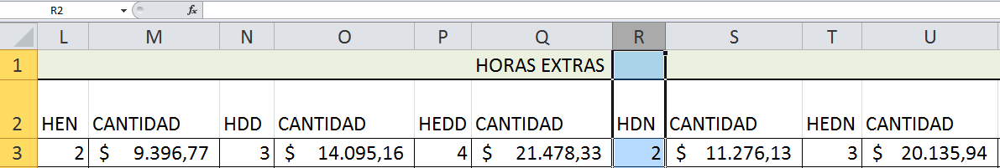 R2 fx
L M N O P Q R S T U
1 HORAS EXTRAS
2 HEN CANTIDAD HDD CANTIDAD HEDD CANTIDAD HDN CANTIDAD HEDN CANTIDAD
3 2 $ 9.396,77 3 $ 14.095,16 4 $ 21.478,33 2 $ 11.276,13 3 $ 20.135,94